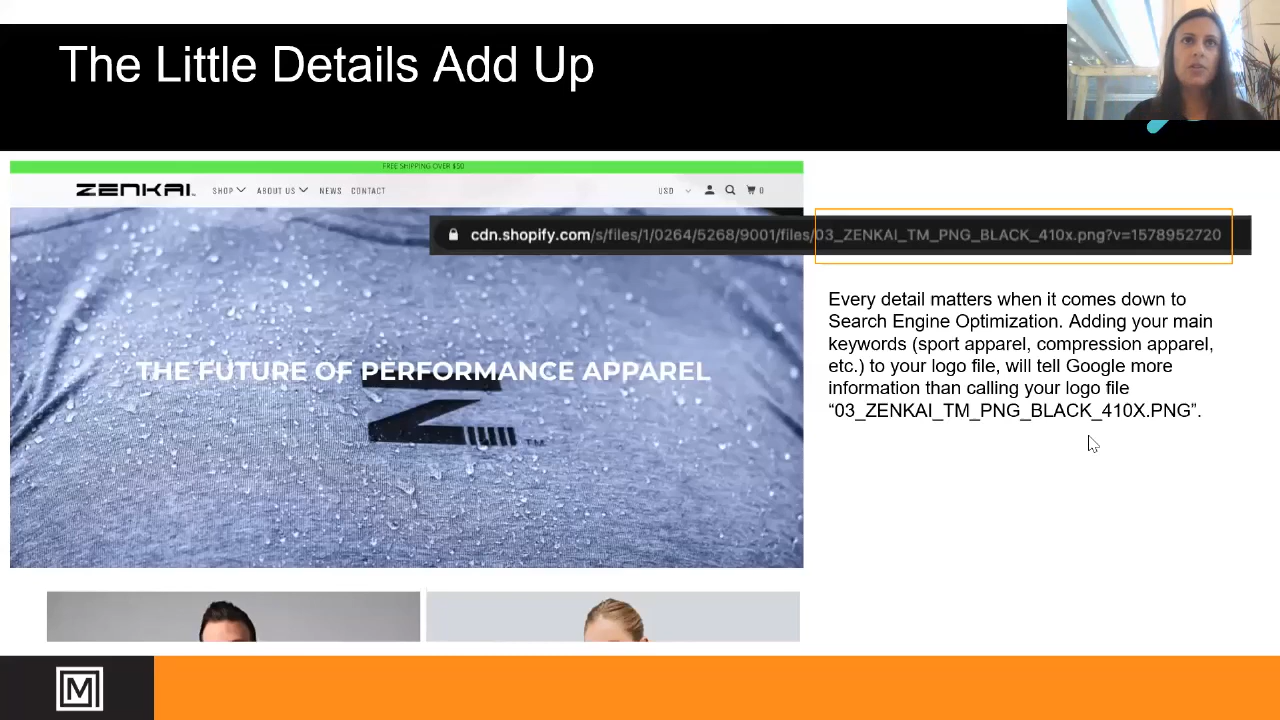 The Little Details Add Up
FREE SHIPPING OVER $50
ZENKAI
SHOP ABOUT US NEWS CONTACT
USD 0
cdn.shopify.com/s/files/1/0264/5268/9001/files/03_ZENKAI_TM_PNG_BLACK_410x.png?v=1578952720
THE FUTURE OF PERFORMANCE APPAREL
TM
Every detail matters when it comes down to
Search Engine Optimization. Adding your main
keywords (sport apparel, compression apparel,
etc.) to your logo file, will tell Google more
information than calling your logo file
“03_ZENKAI_TM_PNG_BLACK_410X.PNG”.
M